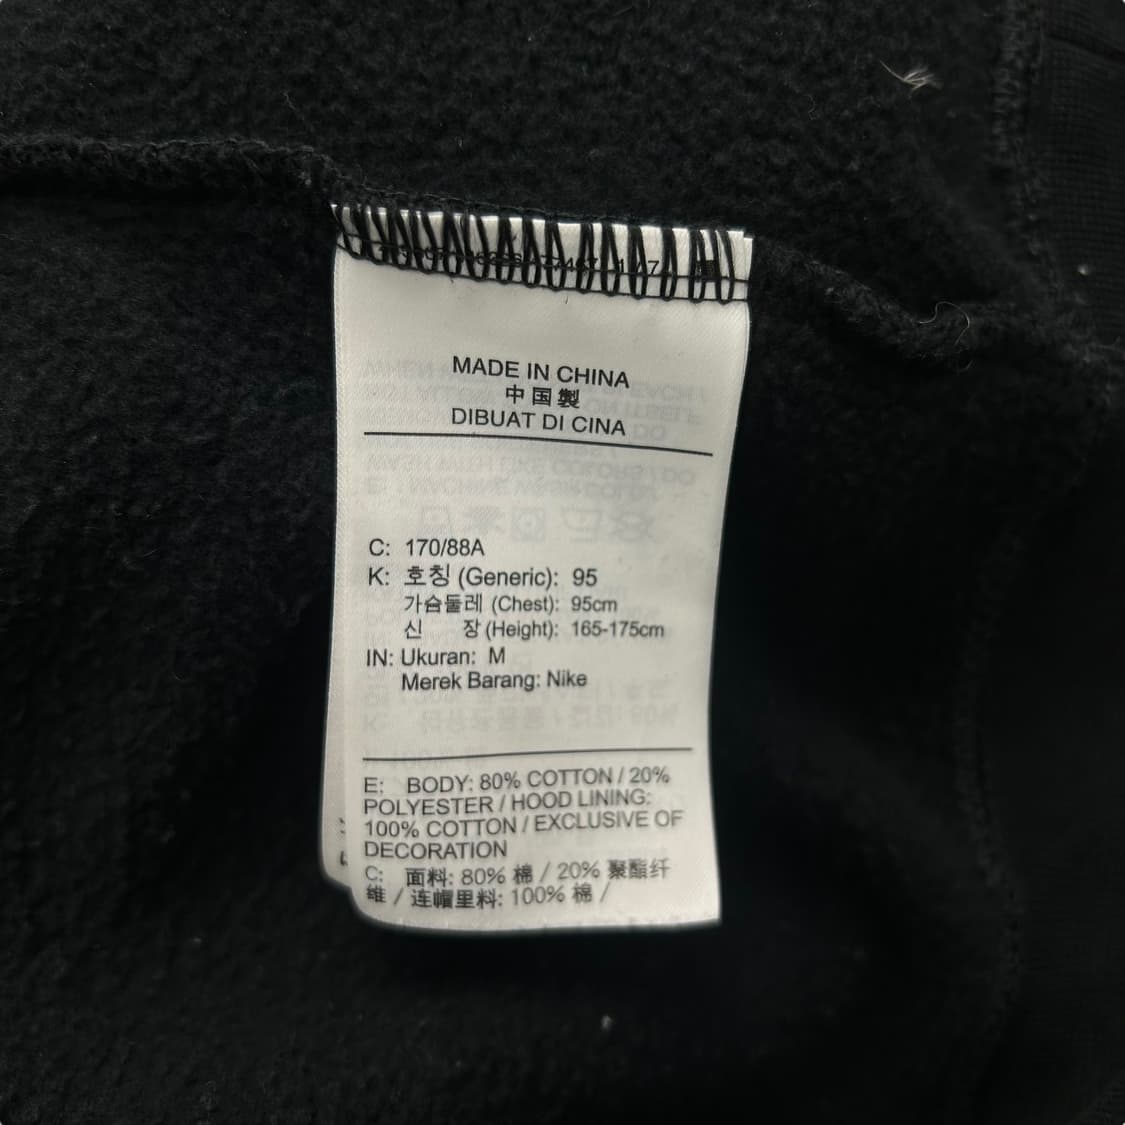 MADE IN CHINA
中国製
DIBUAT DI CINA
C: 170/88A
K: 호칭 (Generic): 95
가슴둘레 (Chest): 95cm
신 장 (Height): 165-175cm
IN: Ukuran: M
Merek Barang: Nike
E: BODY: 80% COTTON / 20%
POLYESTER / HOOD LINING:
100% COTTON / EXCLUSIVE OF
DECORATION
C: 面料: 80% 棉 / 20% 聚酯纤
维 / 连帽里料: 100% 棉 /